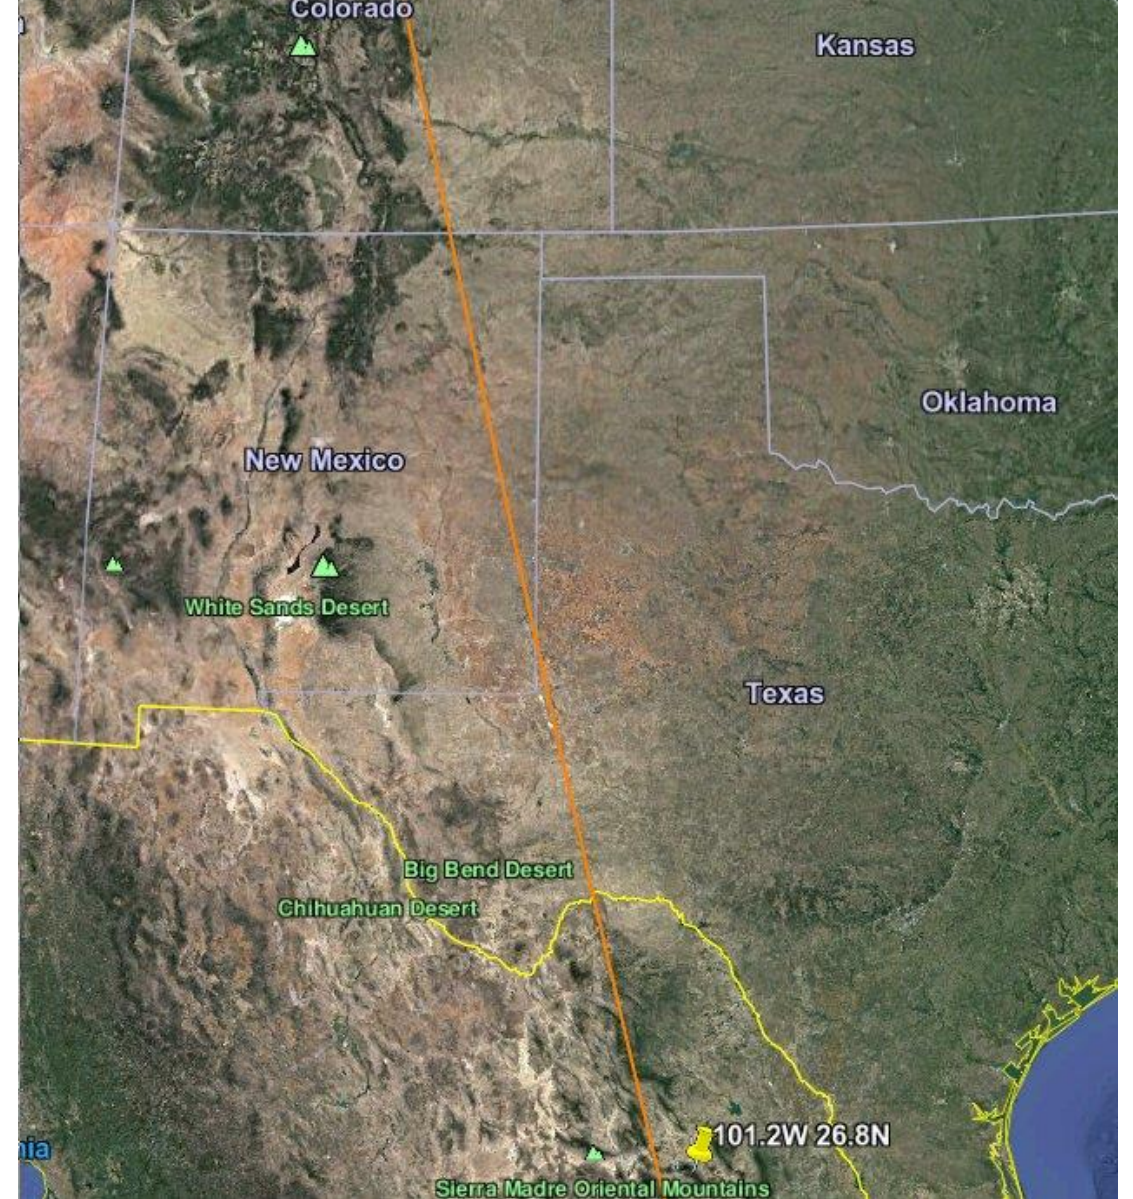 Colorado
Kansas
Oklahoma
New Mexico
White Sands Desert
Texas
Big Bend Desert
Chihuahuan Desert
101.2W 26.8N
nia
Sierra Madre Oriental Mountains